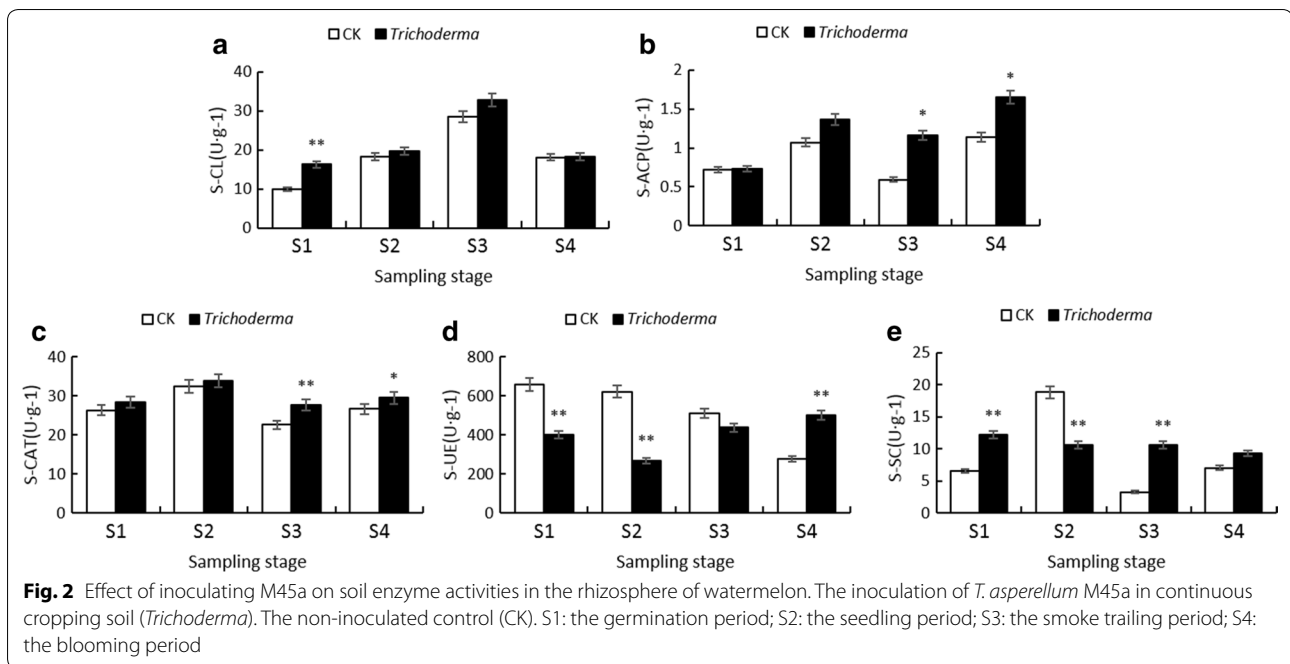 a
CK Trichoderma
S-CL(U·g-1)
40
30
20
10
0
**
S1 S2 S3 S4
Sampling stage
b
CK Trichoderma
S-ACP(U·g-1)
2
1.5
1
0.5
0
* *
S1 S2 S3 S4
Sampling stage
c
CK Trichoderma
S-CAT(U·g-1)
40
30
20
10
0
** *
S1 S2 S3 S4
Sampling stage
d
CK Trichoderma
S-UE(U·g-1)
800
600
400
200
0
** ** **
S1 S2 S3 S4
Sampling stage
e
CK Trichoderma
S-SC(U·g-1)
25
20
15
10
5
0
** ** **
S1 S2 S3 S4
Sampling stage
Fig. 2 Effect of inoculating M45a on soil enzyme activities in the rhizosphere of watermelon. The inoculation of T. asperellum M45a in continuous
cropping soil (Trichoderma). The non-inoculated control (CK). S1: the germination period; S2: the seedling period; S3: the smoke trailing period; S4:
the blooming period